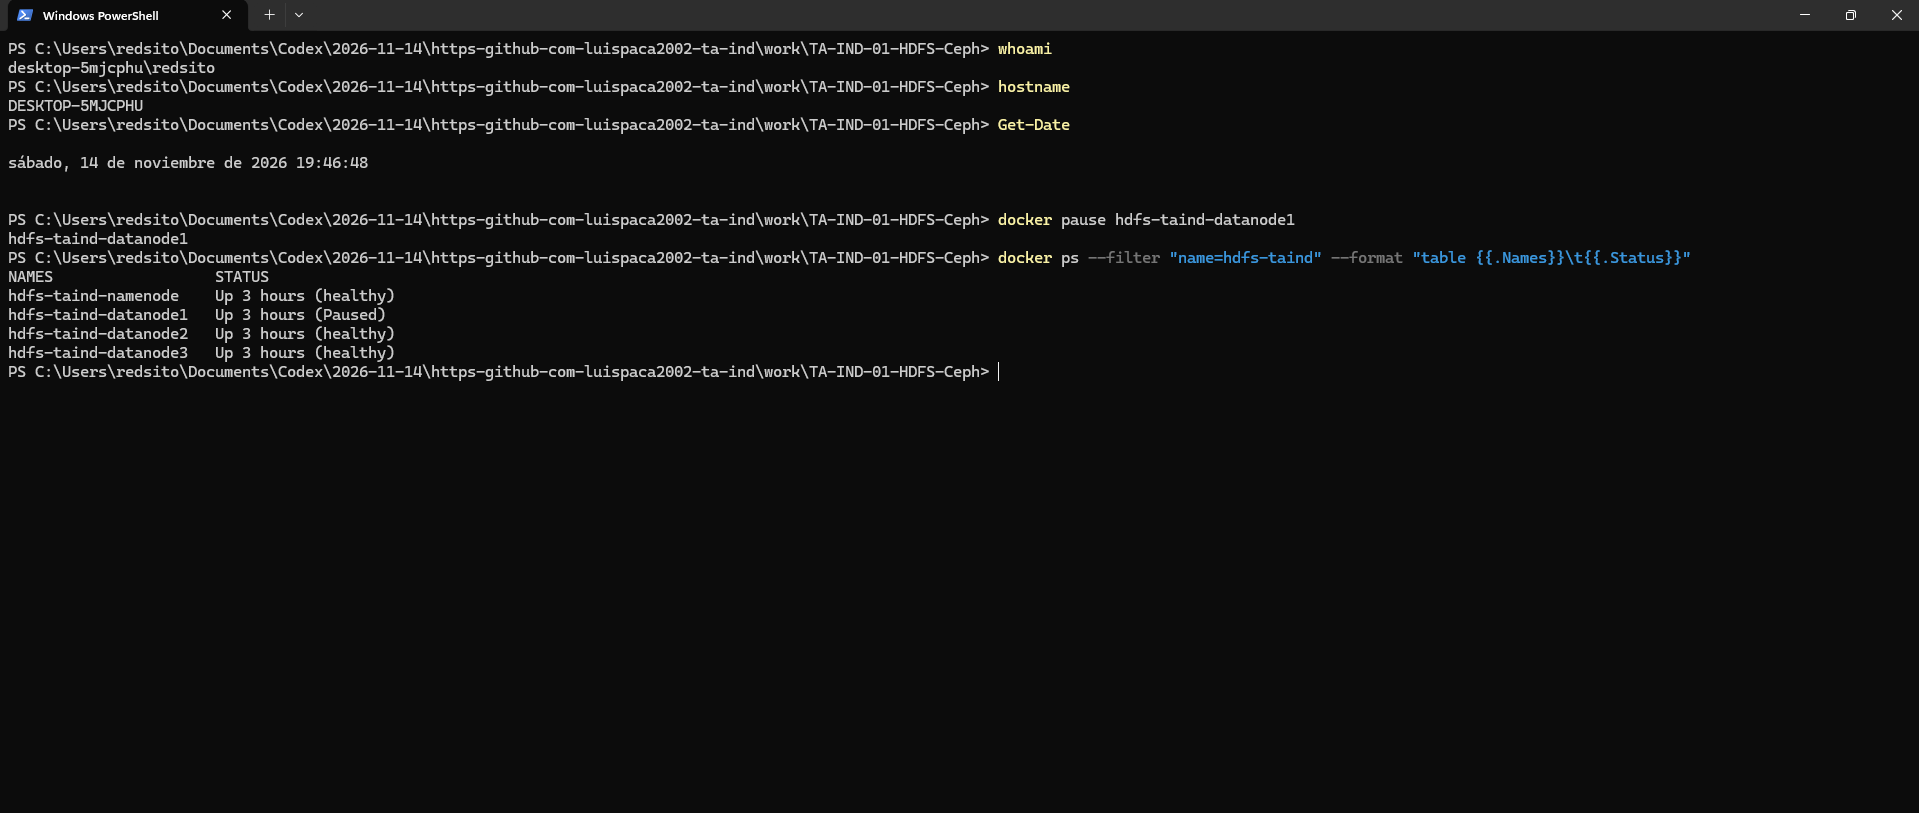 Windows PowerShell
PS C:\Users\redsito\Documents\Codex\2026-11-14\https-github-com-luispaca2002-ta-ind\work\TA-IND-01-HDFS-Ceph> whoami
desktop-5mjcphu\redsito
PS C:\Users\redsito\Documents\Codex\2026-11-14\https-github-com-luispaca2002-ta-ind\work\TA-IND-01-HDFS-Ceph> hostname
DESKTOP-5MJCPHU
PS C:\Users\redsito\Documents\Codex\2026-11-14\https-github-com-luispaca2002-ta-ind\work\TA-IND-01-HDFS-Ceph> Get-Date
sábado, 14 de noviembre de 2026 19:46:48
PS C:\Users\redsito\Documents\Codex\2026-11-14\https-github-com-luispaca2002-ta-ind\work\TA-IND-01-HDFS-Ceph> docker pause hdfs-taind-datanode1
hdfs-taind-datanode1
PS C:\Users\redsito\Documents\Codex\2026-11-14\https-github-com-luispaca2002-ta-ind\work\TA-IND-01-HDFS-Ceph> docker ps --filter "name=hdfs-taind" --format "table {{.Names}}\t{{.Status}}"
NAMES STATUS
hdfs-taind-namenode Up 3 hours (healthy)
hdfs-taind-datanode1 Up 3 hours (Paused)
hdfs-taind-datanode2 Up 3 hours (healthy)
hdfs-taind-datanode3 Up 3 hours (healthy)
PS C:\Users\redsito\Documents\Codex\2026-11-14\https-github-com-luispaca2002-ta-ind\work\TA-IND-01-HDFS-Ceph>